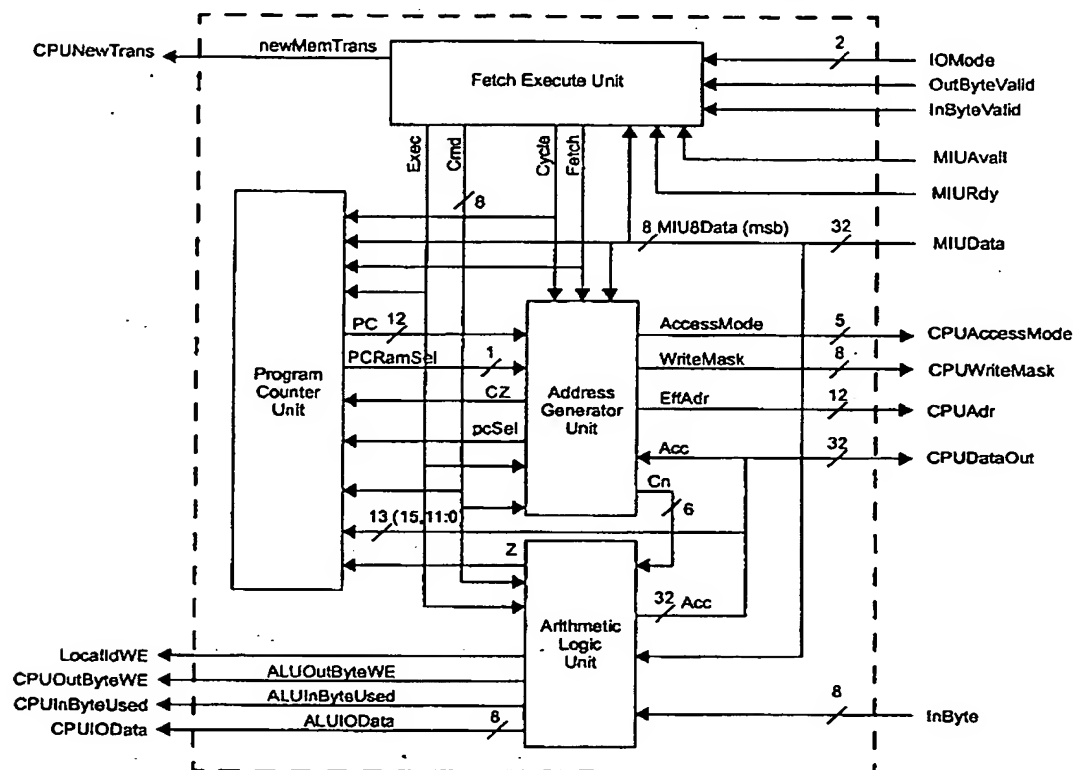 CPUNewTrans
newMemTrans
Fetch Execute Unit
2
IOMode
OutByteValid
InByteValid
MIUAvail
MIURdy
Exec
Cmd
Cycle
Fetch
8
8 MIU8Data (msb)
32
MIUData
PC
12
PCRamSel
1
CZ
pcSel
Program
Counter
Unit
Address
Generator
Unit
AccessMode
5
CPUAccessMode
WriteMask
8
CPUWriteMask
EffAdr
12
CPUAdr
Acc
32
CPUDataOut
Cn
6
13 (15,11:0)
Z
32
Acc
Arithmetic
Logic
Unit
LocalIdWE
CPUOutByteWE
ALUOutByteWE
CPUInByteUsed
ALUInByteUsed
CPUIOData
ALUIOData
8
8
InByte